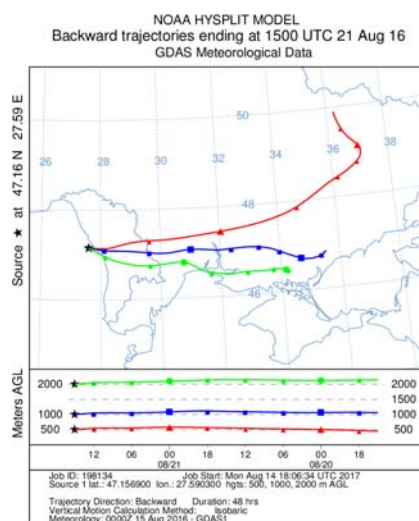 NOAA HYSPLIT MODEL
Backward trajectories ending at 1500 UTC 21 Aug 16
GDAS Meteorological Data
Source ★ at 47.16 N 27.59 E
26
28
30
32
34
36
38
50
48
46
Meters AGL
2000
1000
500
2000
1500
1000
500
12 06 00 18 12 06 00 18
08/21 08/20
Job ID: 198134 Job Start: Mon Aug 14 18:06:34 UTC 2017
Source 1 lat.: 47.156900 lon.: 27.590300 hgts: 500, 1000, 2000 m AGL
Trajectory Direction: Backward Duration: 48 hrs
Vertical Motion Calculation Method: Isobaric
Meteorology: 0000Z 15 Aug 2016 - GDAS1